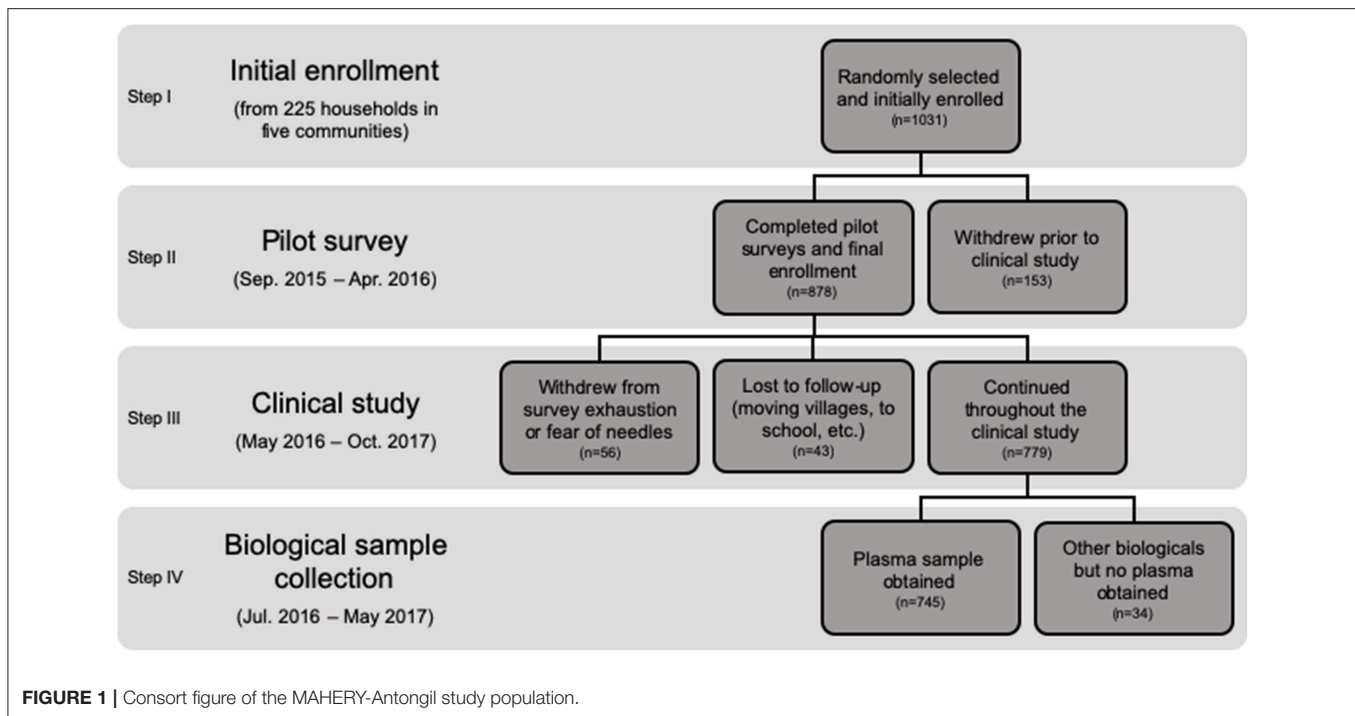 Step I
Initial enrollment
(from 225 households in
five communities)
Randomly selected
and initially enrolled
(n=1031)
Step II
Pilot survey
(Sep. 2015 – Apr. 2016)
Completed pilot
surveys and final
enrollment
(n=878)
Withdrew prior to
clinical study
(n=153)
Step III
Clinical study
(May 2016 – Oct. 2017)
Withdrew from
survey exhaustion
or fear of needles
(n=56)
Lost to follow-up
(moving villages, to
school, etc.)
(n=43)
Continued
throughout the
clinical study
(n=779)
Step IV
Biological sample
collection
(Jul. 2016 – May 2017)
Plasma sample
obtained
(n=745)
Other biologicals
but no plasma
obtained
(n=34)
FIGURE 1 | Consort figure of the MAHERY-Antongil study population.